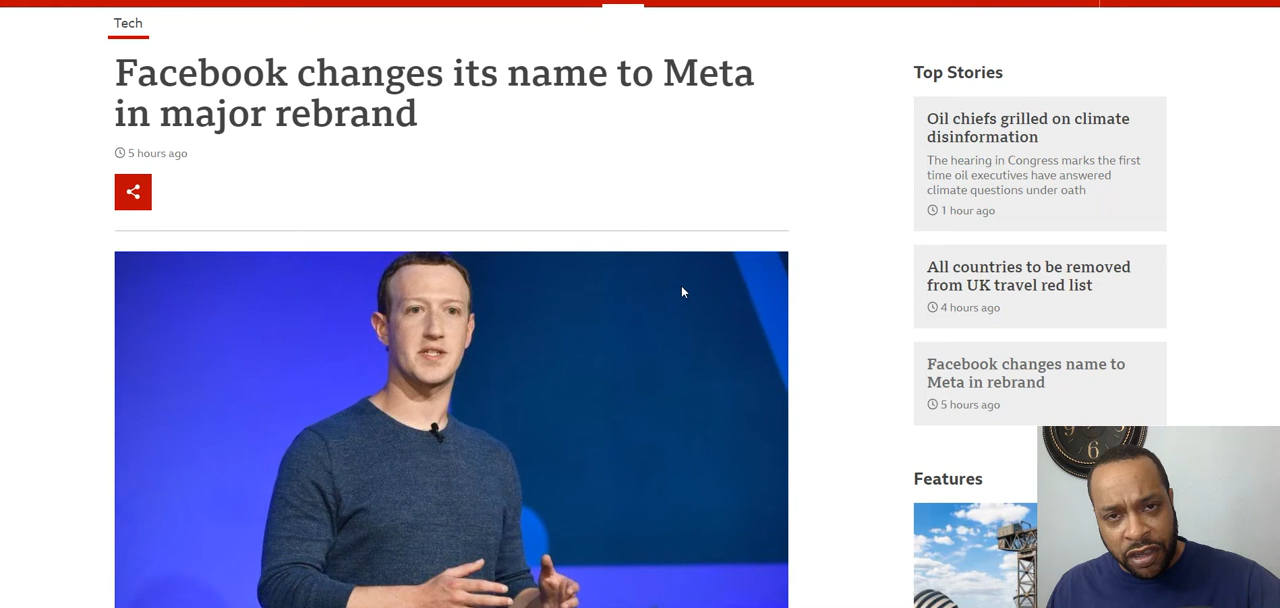 Tech
Facebook changes its name to Meta
in major rebrand
5 hours ago
Top Stories
Oil chiefs grilled on climate
disinformation
The hearing in Congress marks the first
time oil executives have answered
climate questions under oath
1 hour ago
All countries to be removed
from UK travel red list
4 hours ago
Facebook changes name to
Meta in rebrand
5 hours ago
Features
6